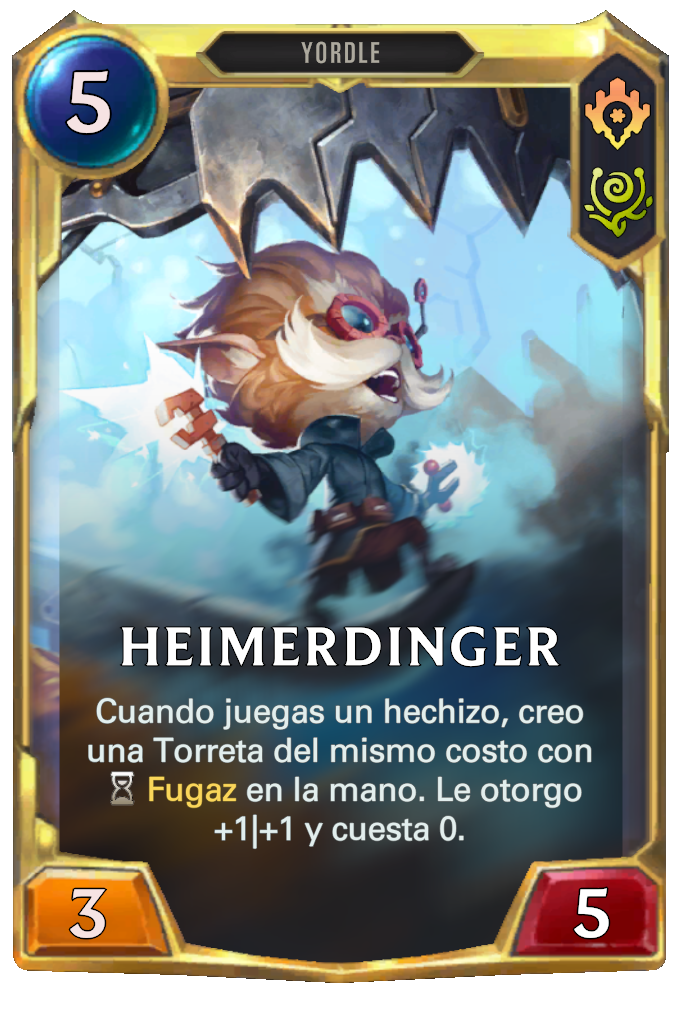 YORDLE
5
HEIMERDINGER
Cuando juegas un hechizo, creo
una Torreta del mismo costo con
Fugaz en la mano. Le otorgo
+1|+1 y cuesta 0.
3
5